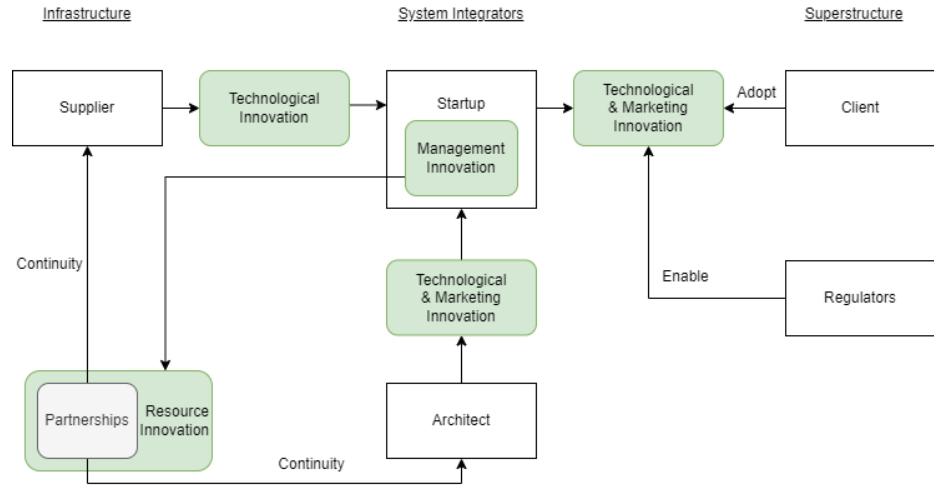 Infrastructure
System Integrators
Superstructure
Supplier
Technological
Innovation
Startup
Management
Innovation
Technological
& Marketing
Innovation
Adopt
Client
Continuity
Technological
& Marketing
Innovation
Enable
Regulators
Partnerships
Resource
Innovation
Continuity
Architect